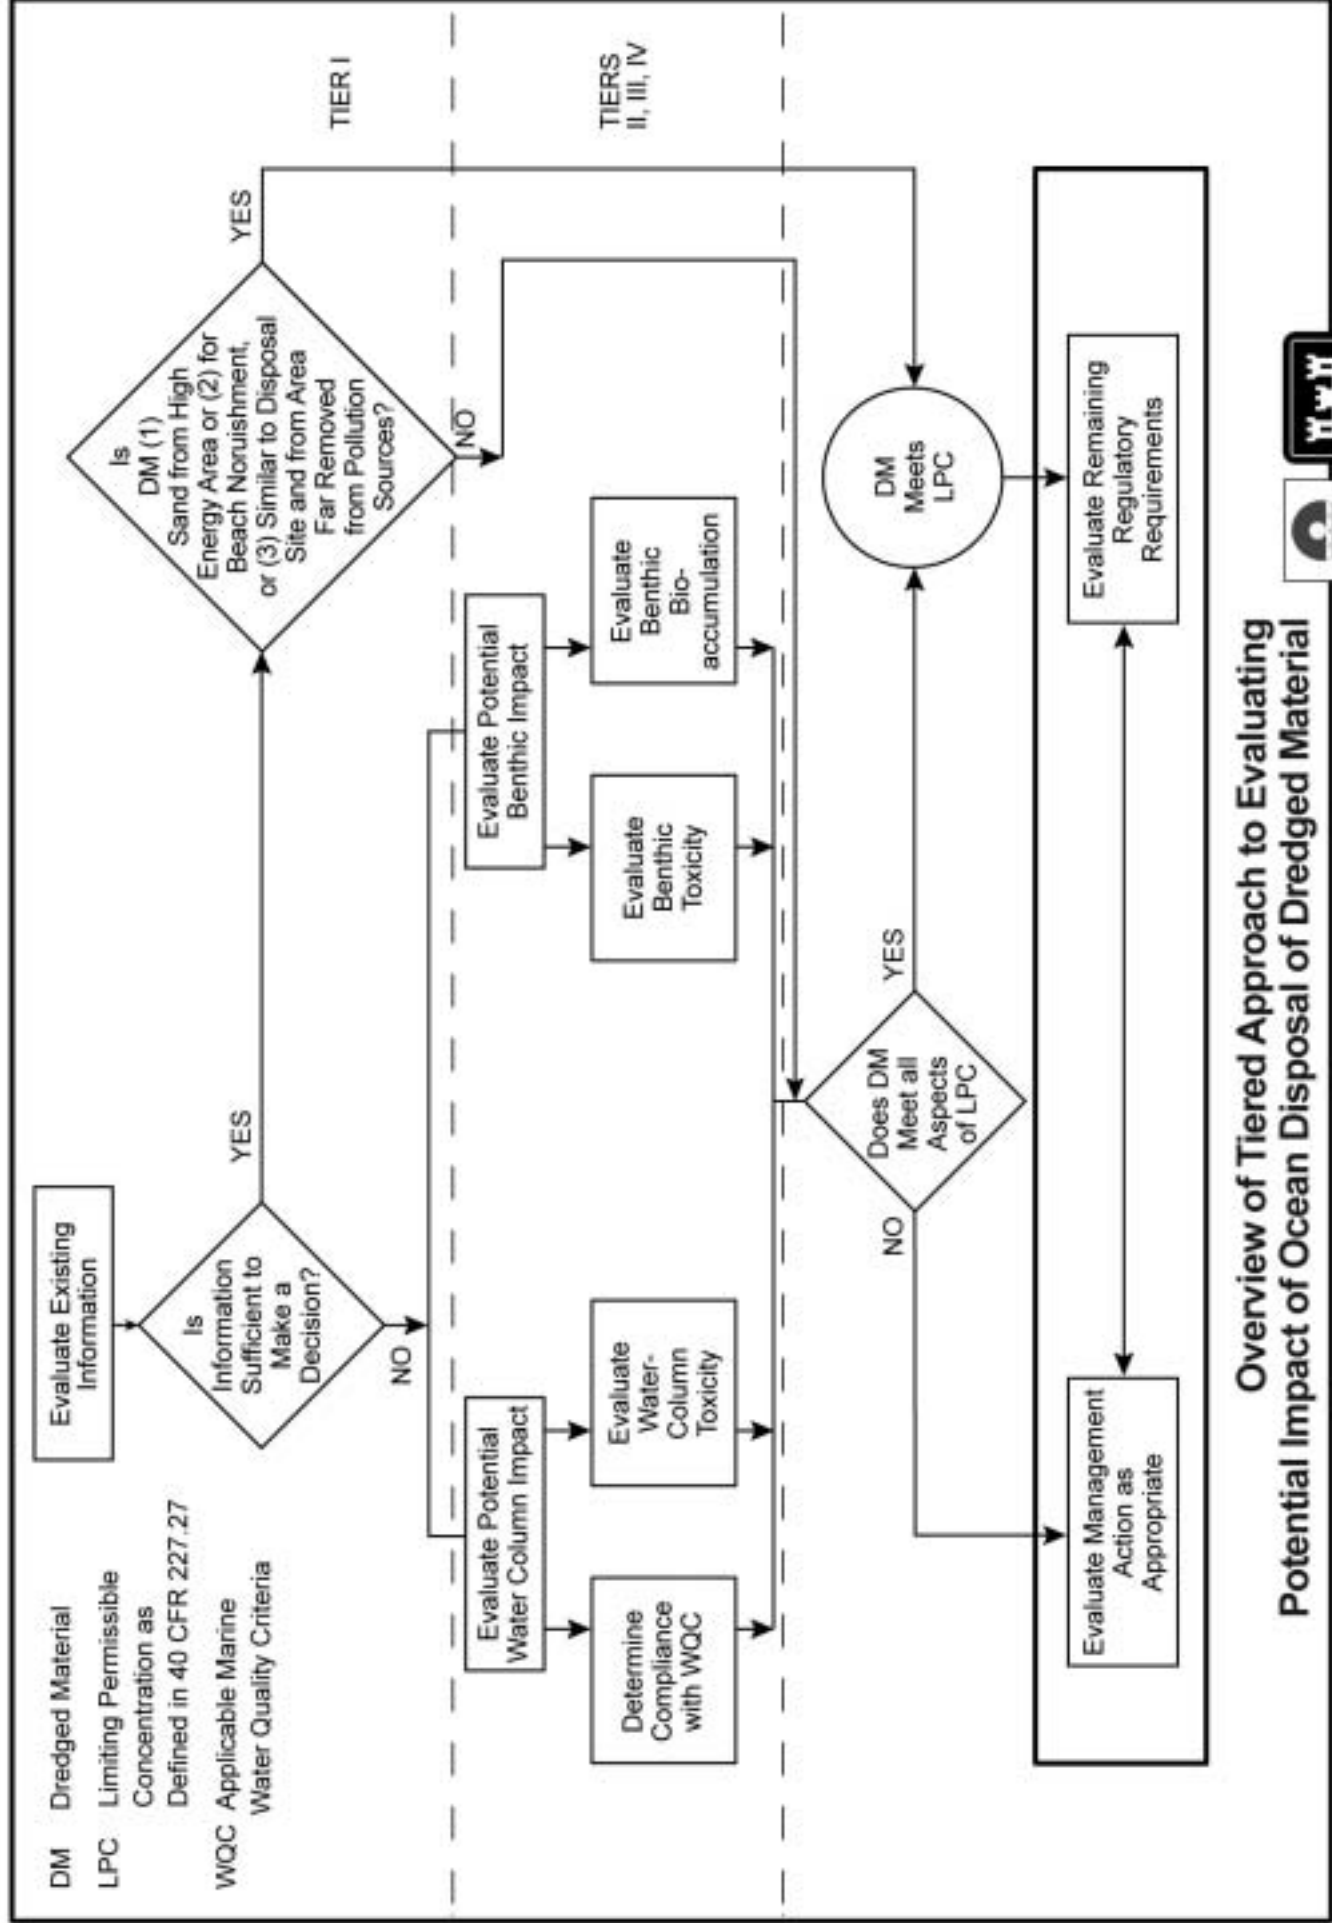 DM Dredged Material
LPC Limiting Permissible
Concentration as
Defined in 40 CFR 227.27
WQC Applicable Marine
Water Quality Criteria
Evaluate Existing
Information
Is
Information
Sufficient to
Make a
Decision?
YES
NO
Is
DM (1)
Sand from High
Energy Area or (2) for
Beach Noruishment,
or (3) Similar to Disposal
Site and from Area
Far Removed
from Pollution
Sources?
YES
NO
TIER I
Evaluate Potential
Water Column Impact
Evaluate Potential
Benthic Impact
TIERS
II, III, IV
Determine
Compliance
with WQC
Evaluate
Water-
Column
Toxicity
Evaluate
Benthic
Toxicity
Evaluate
Benthic
Bio-
accumulation
Does DM
Meet all
Aspects
of LPC
NO
YES
DM
Meets
LPC
Evaluate Management
Action as
Appropriate
Evaluate Remaining
Regulatory
Requirements
Overview of Tiered Approach to Evaluating
Potential Impact of Ocean Disposal of Dredged Material